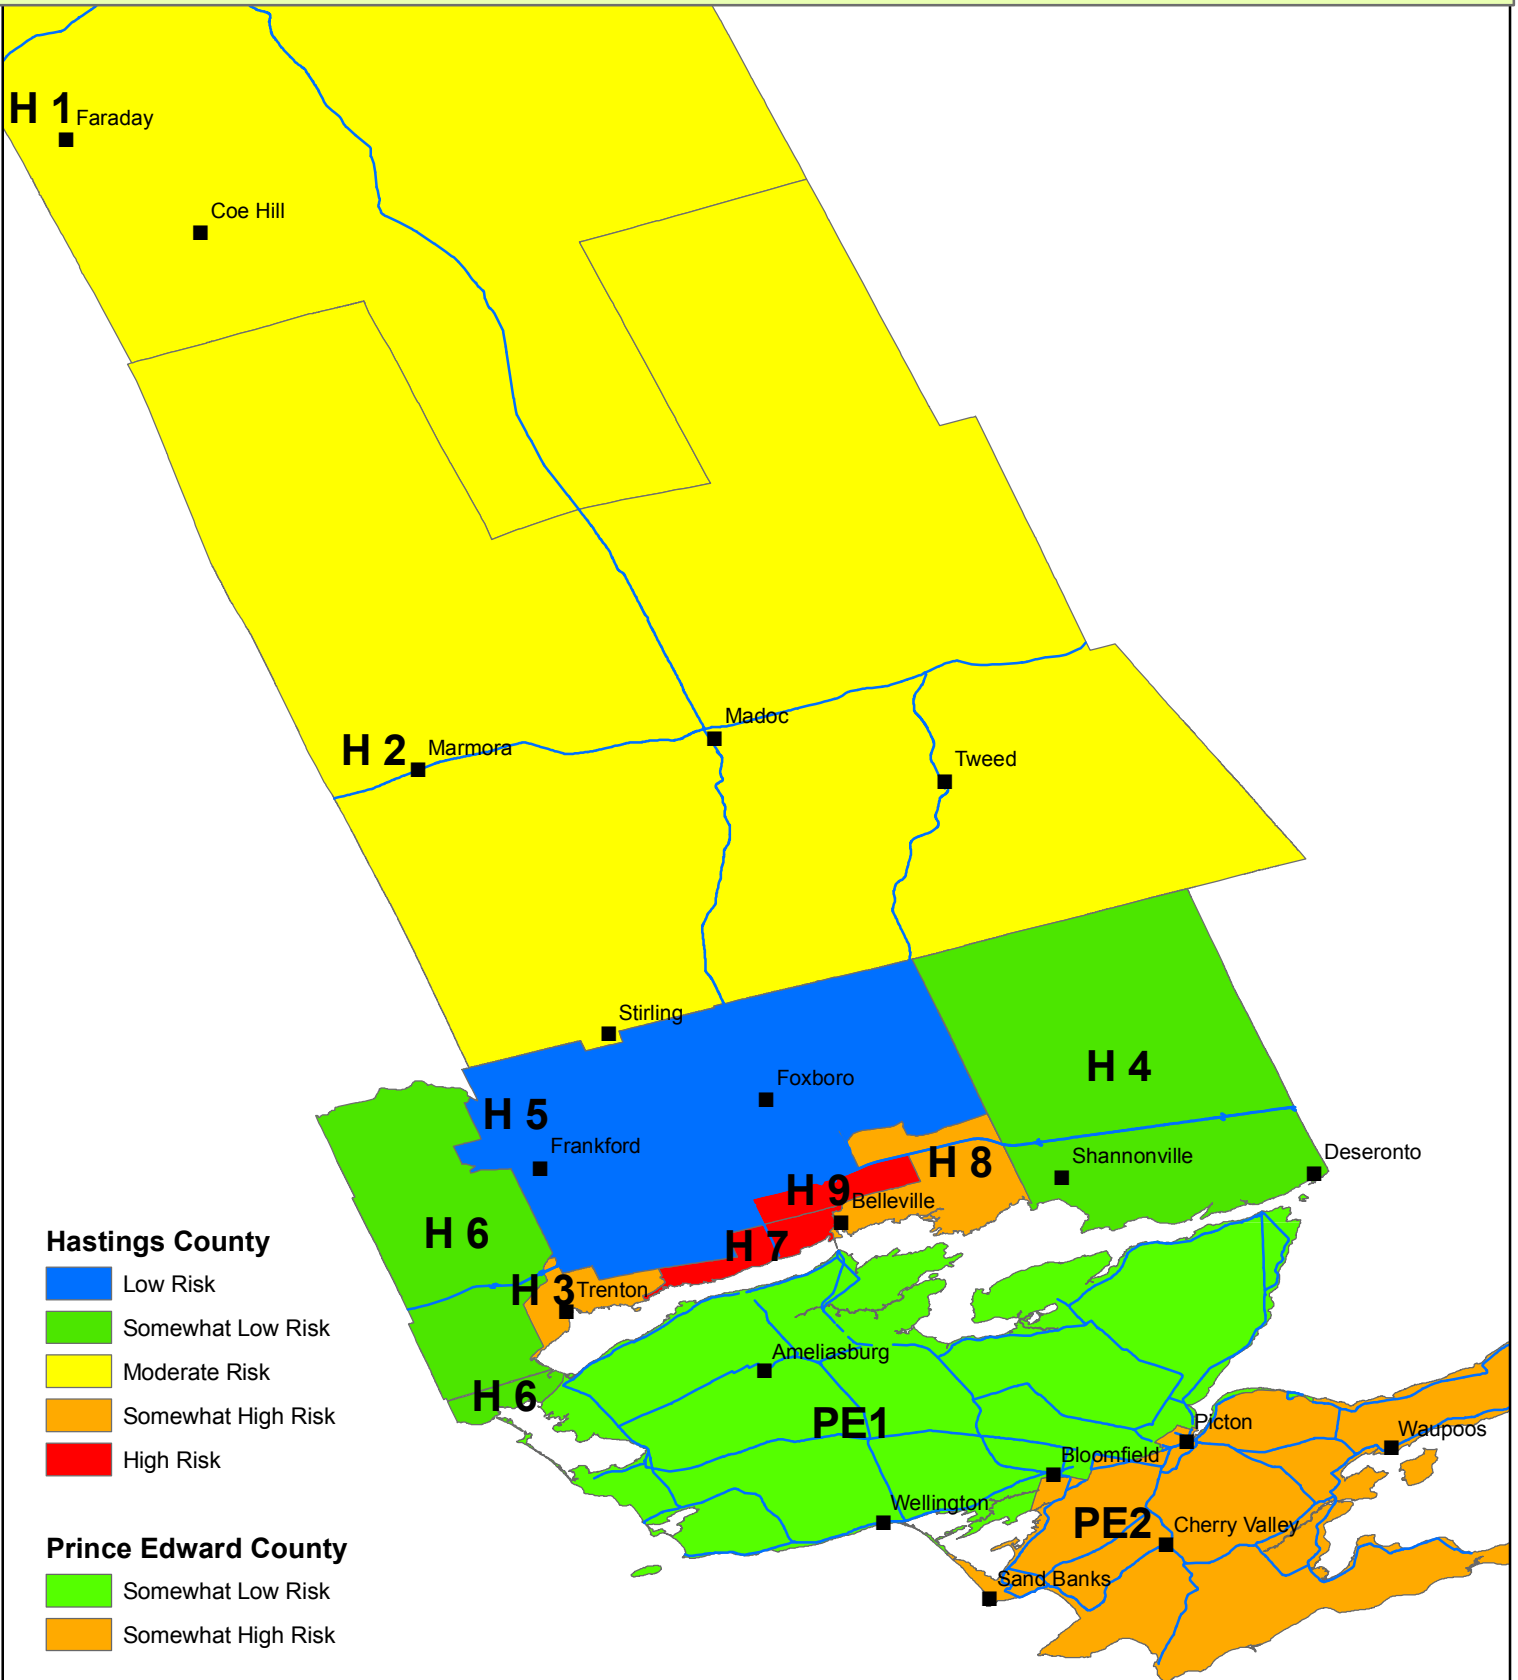 H 1
Faraday
Coe Hill
Madoc
H 2
Marmora
Tweed
Stirling
H 4
Foxboro
H 5
Frankford
Shannonville
Deseronto
H 8
H 9
Belleville
H 6
H 7
H 3
Trenton
Ameliasburg
H 6
PE1
Picton
Waupoos
Bloomfield
Wellington
PE2
Cherry Valley
Sand Banks
Hastings County
Low Risk
Somewhat Low Risk
Moderate Risk
Somewhat High Risk
High Risk
Prince Edward County
Somewhat Low Risk
Somewhat High Risk